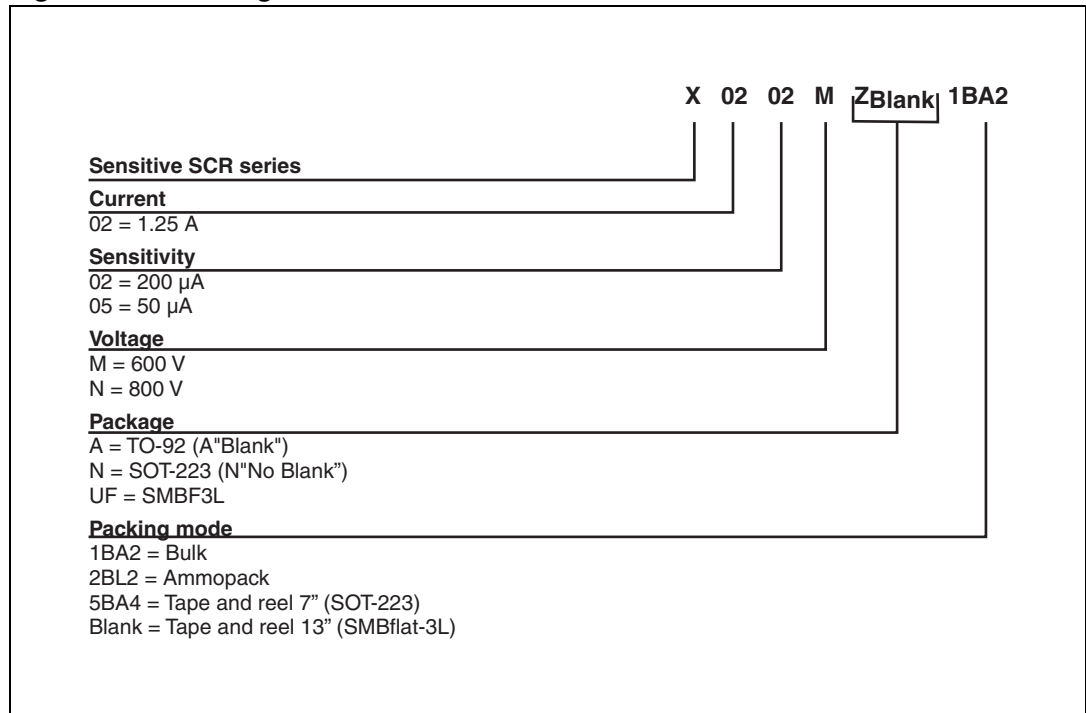 X 02 02 M ZBlank 1BA2
Sensitive SCR series
Current
02 = 1.25 A
Sensitivity
02 = 200 µA
05 = 50 µA
Voltage
M = 600 V
N = 800 V
Package
A = TO-92 (A"Blank")
N = SOT-223 (N"No Blank”)
UF = SMBF3L
Packing mode
1BA2 = Bulk
2BL2 = Ammopack
5BA4 = Tape and reel 7” (SOT-223)
Blank = Tape and reel 13” (SMBflat-3L)